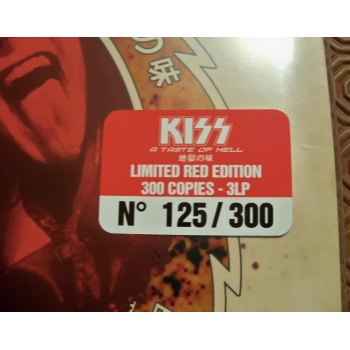 の味
KISS
A TASTE OF HELL
地獄の味
LIMITED RED EDITION
300 COPIES - 3LP
N° 125 / 300